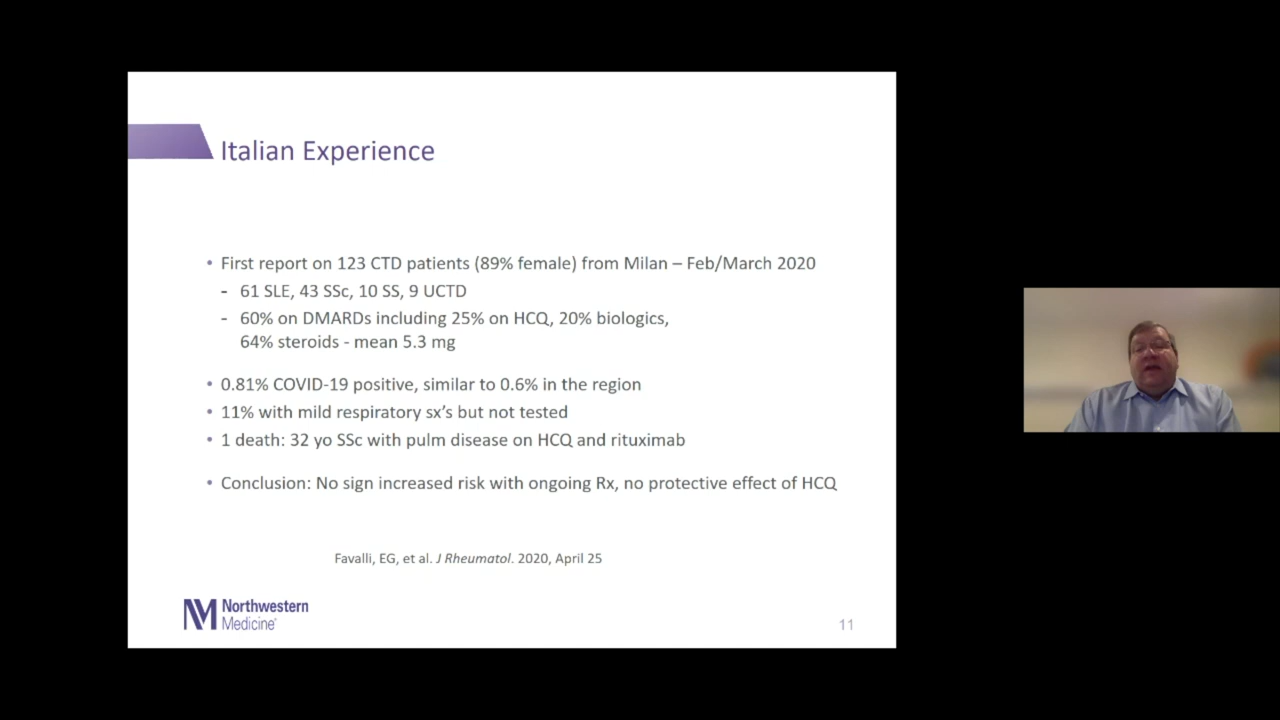 Italian Experience
• First report on 123 CTD patients (89% female) from Milan – Feb/March 2020
- 61 SLE, 43 SSc, 10 SS, 9 UCTD
- 60% on DMARDs including 25% on HCQ, 20% biologics,
64% steroids - mean 5.3 mg
• 0.81% COVID-19 positive, similar to 0.6% in the region
• 11% with mild respiratory sx's but not tested
• 1 death: 32 yo SSc with pulm disease on HCQ and rituximab
• Conclusion: No sign increased risk with ongoing Rx, no protective effect of HCQ
Favalli, EG, et al. J Rheumatol. 2020, April 25
NM Northwestern
Medicine
11